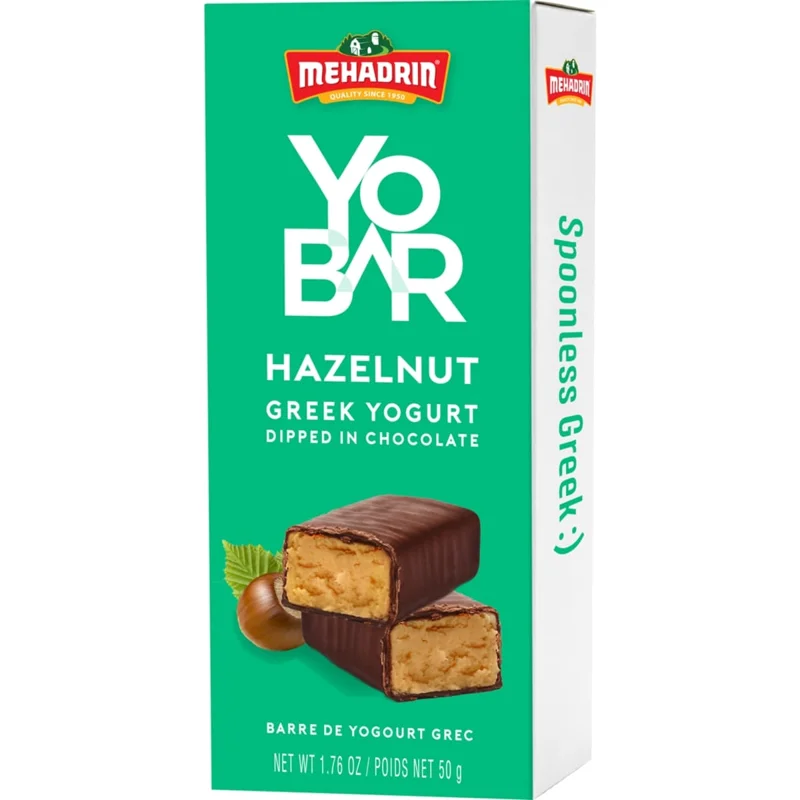 MEHADRIN®
QUALITY SINCE 1950
YO
BAR
HAZELNUT
GREEK YOGURT
DIPPED IN CHOCOLATE
BARRE DE YOGOURT GREC
NET WT 1.76 OZ / POIDS NET 50 g
MEHADRIN
Spoonless Greek :)